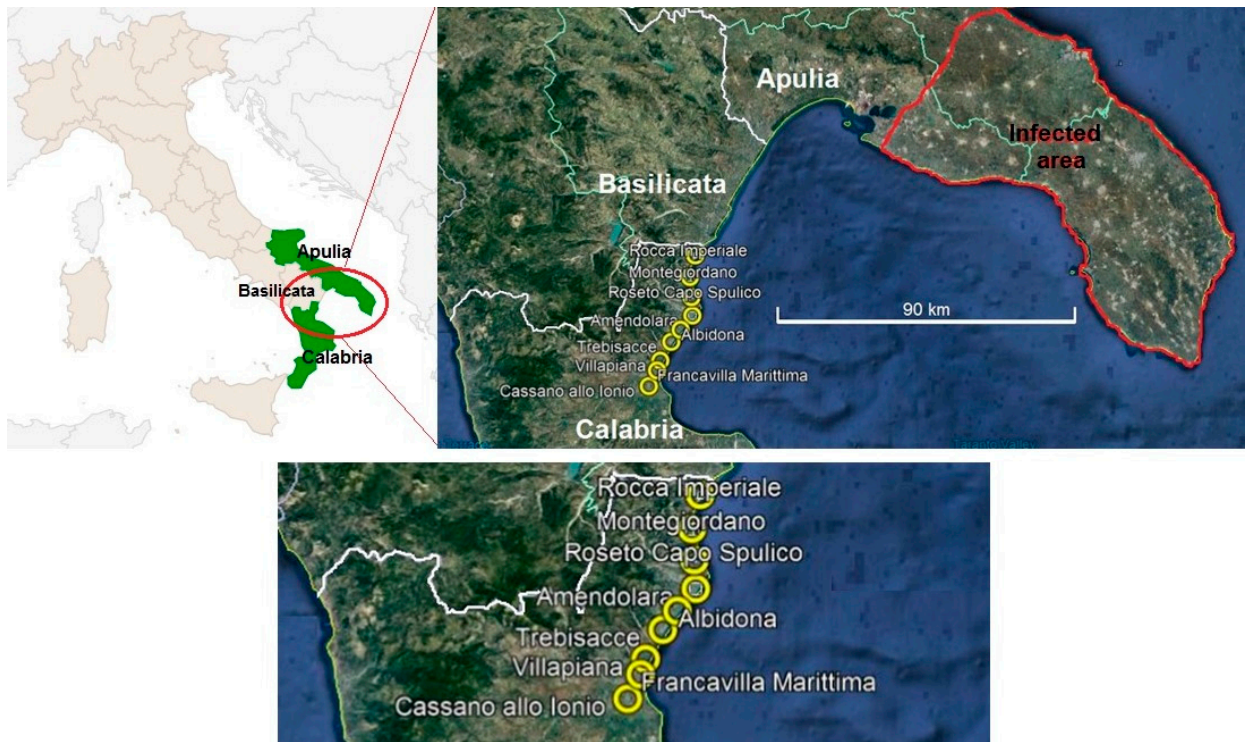 Apulia
Basilicata
Calabria
Apulia
Infected
area
Basilicata
Rocca Imperiale
Montegiordano
Roseto Capo Spulico
90 km
Amendolara
Albidona
Trebisacce
Villapiana
Francavilla Marittima
Cassano allo Ionio
Calabria
Taranto Valley
Rocca Imperiale
Montegiordano
Roseto Capo Spulico
Amendolara
Albidona
Trebisacce
Villapiana
Francavilla Marittima
Cassano allo Ionio